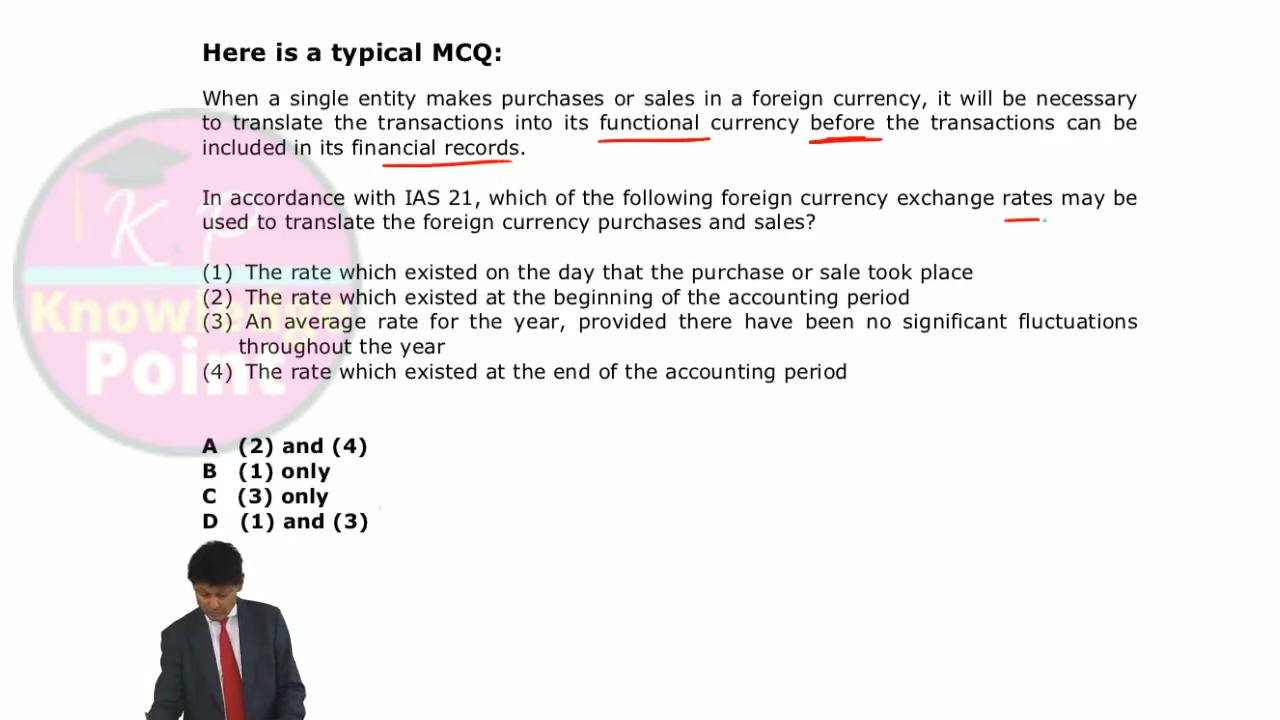 Here is a typical MCQ:
When a single entity makes purchases or sales in a foreign currency, it will be necessary
to translate the transactions into its functional currency before the transactions can be
included in its financial records.
In accordance with IAS 21, which of the following foreign currency exchange rates may be
used to translate the foreign currency purchases and sales?
(1) The rate which existed on the day that the purchase or sale took place
(2) The rate which existed at the beginning of the accounting period
(3) An average rate for the year, provided there have been no significant fluctuations
throughout the year
(4) The rate which existed at the end of the accounting period
A (2) and (4)
B (1) only
C (3) only
D (1) and (3)
K P
Knowledge
Point